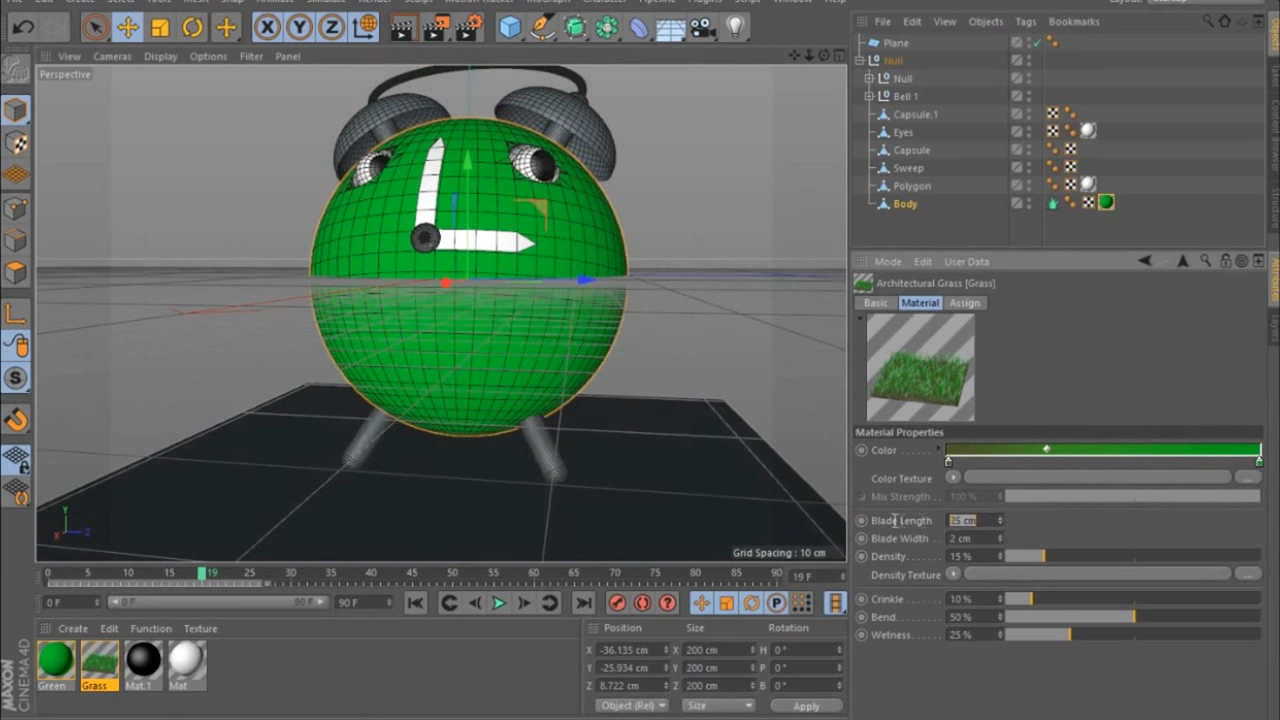 File Edit View Objects Tags Bookmarks
View Cameras Display Options Filter Panel
Perspective
Plane
Null
Null
Bell 1
Capsule.1
Eyes
Capsule
Sweep
Polygon
Body
Mode Edit User Data
Architectural Grass [Grass]
Basic Material Assign
Material Properties
Color
Color Texture
Mix Strength 100 %
Blade Length 25 cm
Blade Width 2 cm
Density 15 %
Density Texture
Crinkle 10 %
Bend 50 %
Wetness 25 %
Y
X Z
Grid Spacing : 10 cm
0 5 10 15 19 25 30 35 40 45 50 55 60 65 70 75 80 85 90 19 F
0 F 0 F 90 F 90 F
Create Edit Function Texture
Green Grass Mat.1 Mat
Position Size Rotation
X -36.135 cm X 200 cm H 0 °
Y -25.934 cm Y 200 cm P 0 °
Z 8.722 cm Z 200 cm B 0 °
Object (Rel) Size Apply
MAXON
CINEMA4D